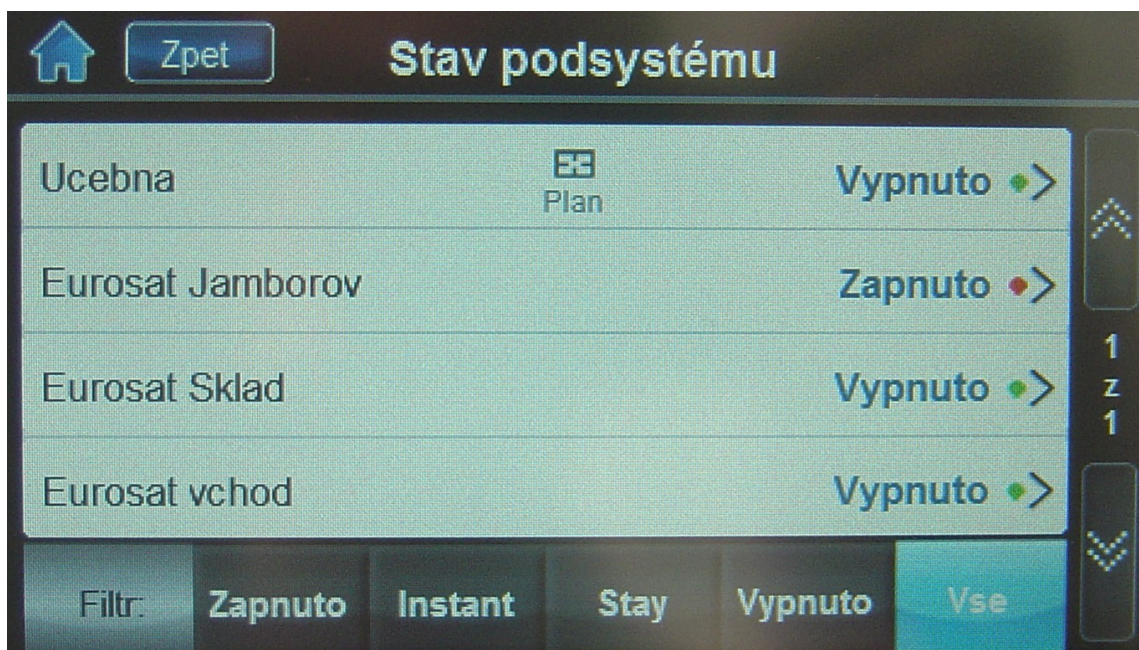 Zpet
Stav podsystému
Ucebna
Plan
Vypnuto
Eurosat Jamborov
Zapnuto
Eurosat Sklad
Vypnuto
Eurosat vchod
Vypnuto
1
z
1
Filtr:
Zapnuto
Instant
Stay
Vypnuto
Vse